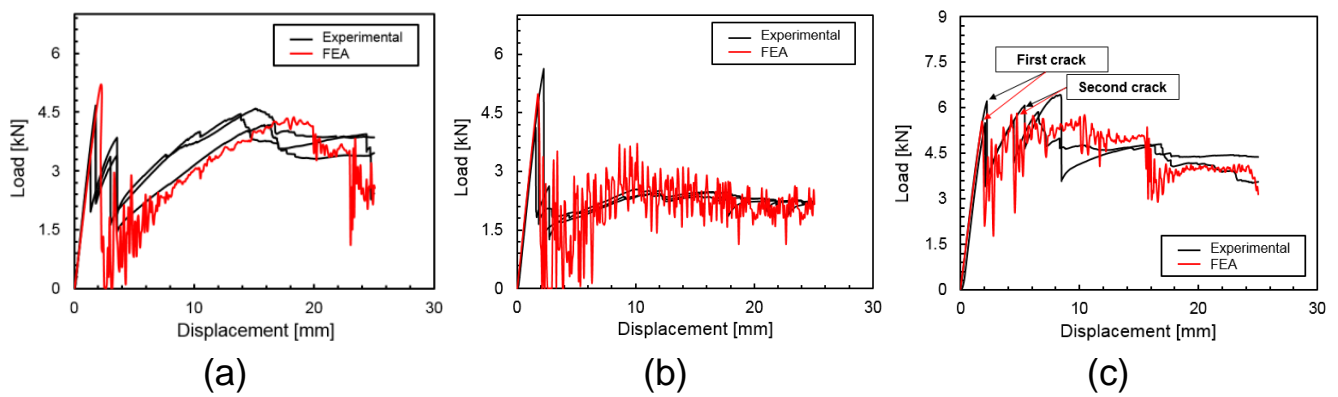 6
4.5
3
1.5
0
Load [kN]
Experimental
FEA
0
10
20
30
Displacement [mm]
(a)
6
4.5
3
1.5
0
Load [kN]
Experimental
FEA
0
10
20
30
Displacement [mm]
(b)
9
7.5
6
4.5
3
1.5
0
Load [kN]
First crack
Second crack
Experimental
FEA
0
10
20
30
Displacement [mm]
(c)